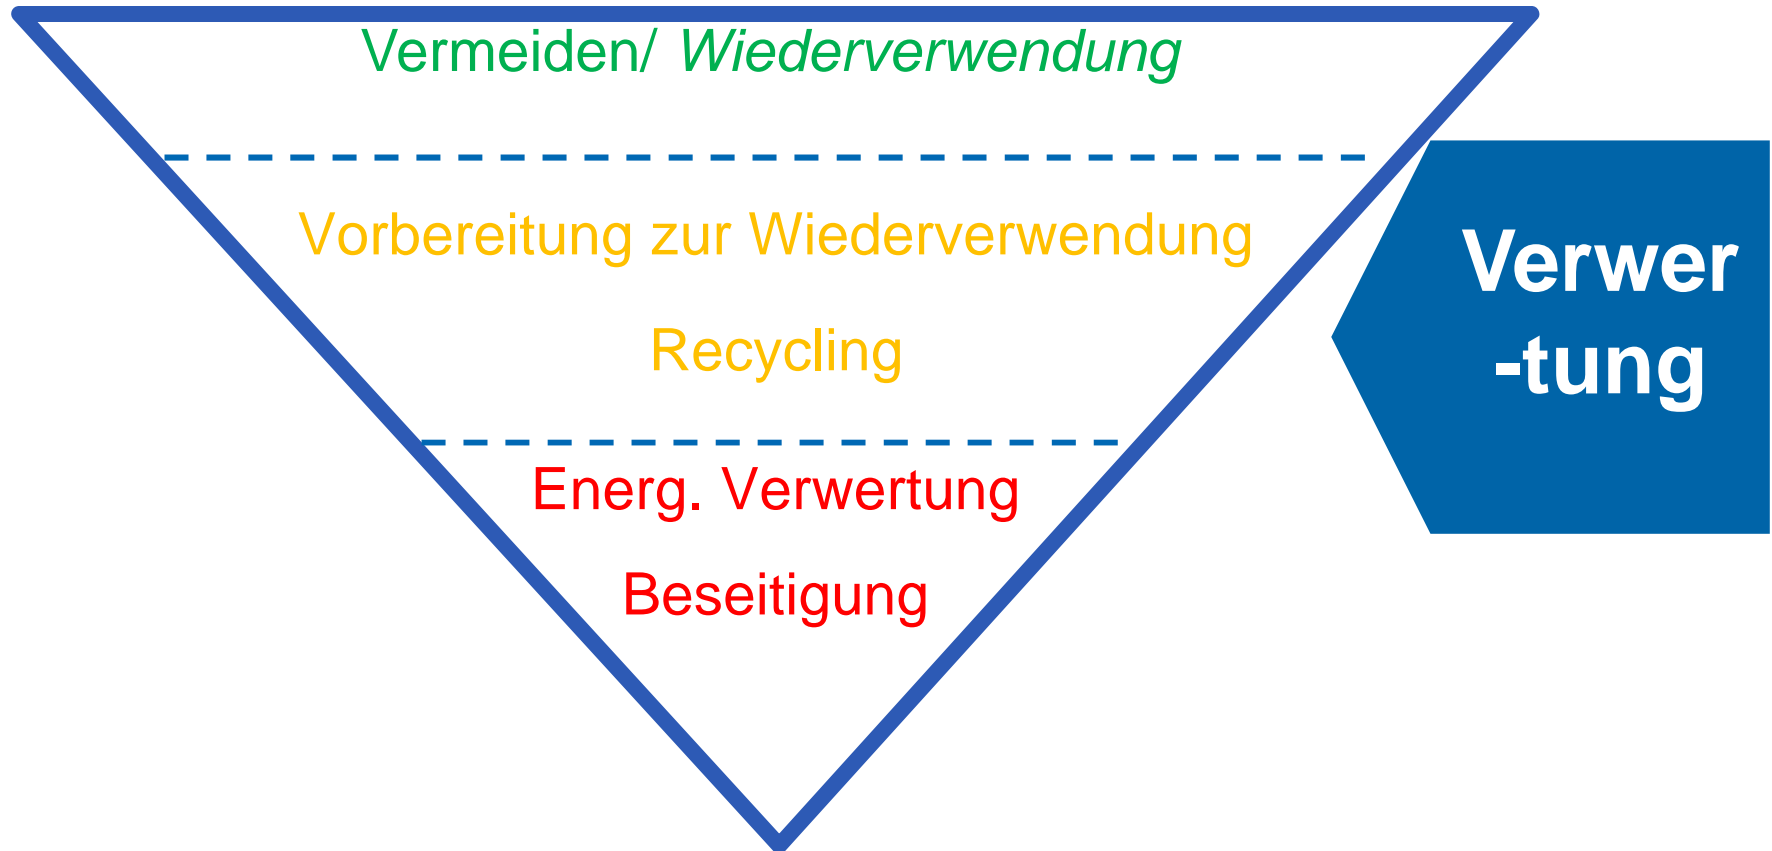 Vermeiden/ Wiederverwendung
Vorbereitung zur Wiederverwendung
Recycling
Energ. Verwertung
Beseitigung
Verwer
-tung